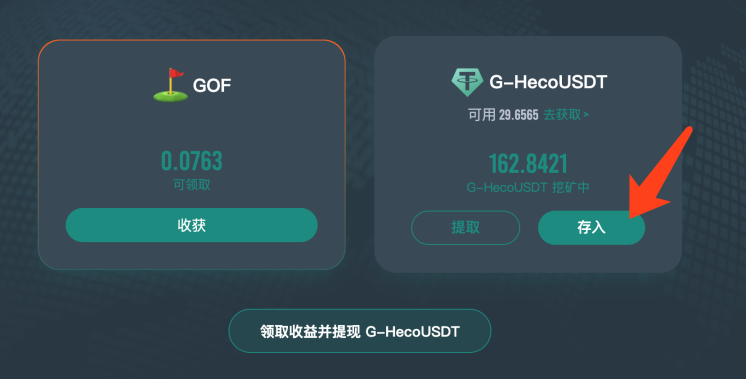 GOF
0.0763
可领取
收获
G-HecoUSDT
可用 29.6565 去获取 >
162.8421
G-HecoUSDT 挖矿中
提取
存入
领取收益并提现 G-HecoUSDT